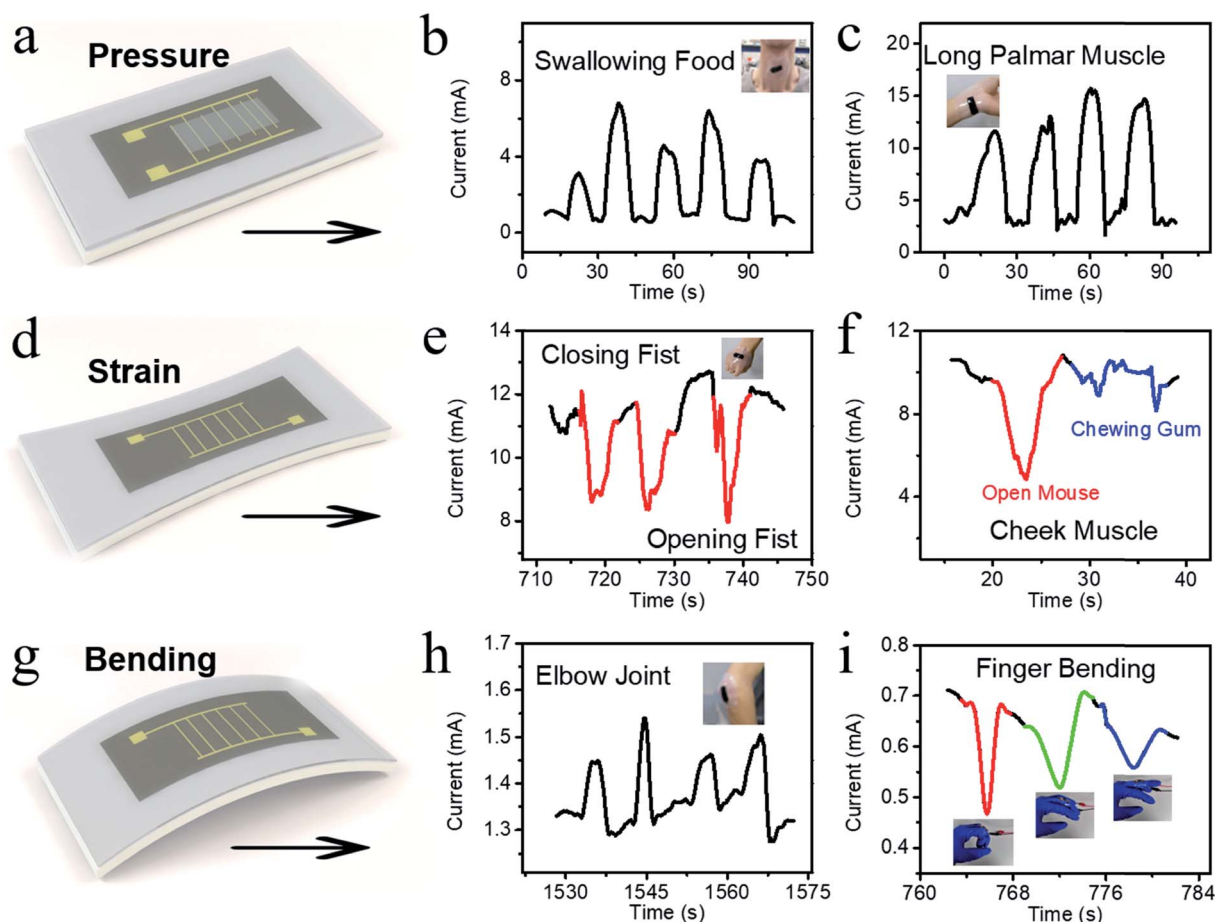 a
Pressure
b
Swallowing Food
Current (mA)
8
4
0
0 30 60 90
Time (s)
c
Long Palmar Muscle
Current (mA)
20
15
10
5
0
0 30 60 90
Time (s)
d
Strain
e
Closing Fist
Opening Fist
Current (mA)
14
12
10
8
710 720 730 740 750
Time (s)
f
Chewing Gum
Open Mouse
Cheek Muscle
Current (mA)
12
8
4
20 30 40
Time (s)
g
Bending
h
Elbow Joint
Current (mA)
1.7
1.6
1.5
1.4
1.3
1530 1545 1560 1575
Time (s)
i
Finger Bending
Current (mA)
0.8
0.7
0.6
0.5
0.4
760 768 776 784
Time (s)